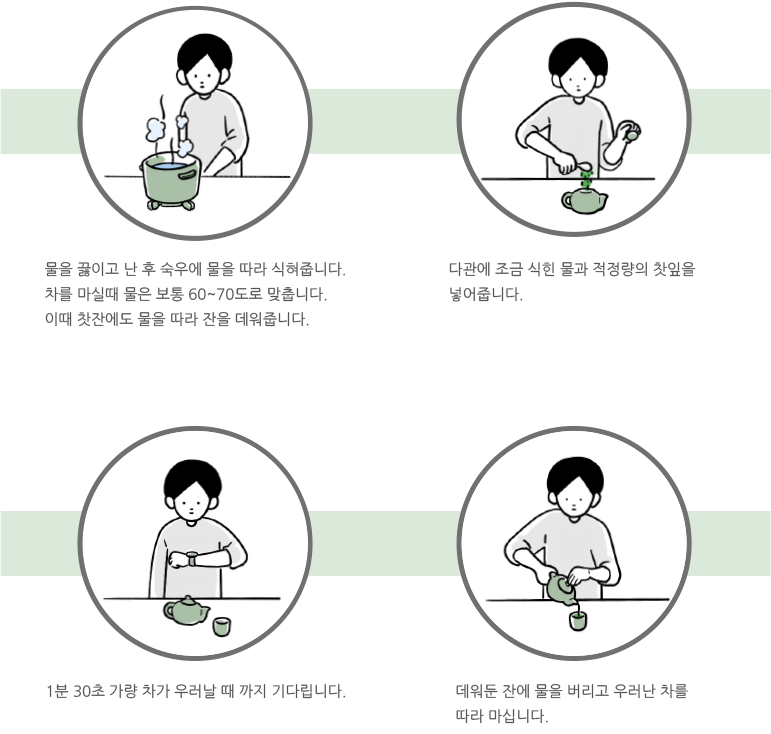 물을 끓이고 난 후 숙우에 물을 따라 식혀줍니다.
차를 마실때 물은 보통 60~70도로 맞춥니다.
이때 찻잔에도 물을 따라 잔을 데워줍니다.
다관에 조금 식힌 물과 적정량의 찻잎을
넣어줍니다.
1분 30초 가량 차가 우러날 때 까지 기다립니다.
데워둔 잔에 물을 버리고 우러난 차를
따라 마십니다.